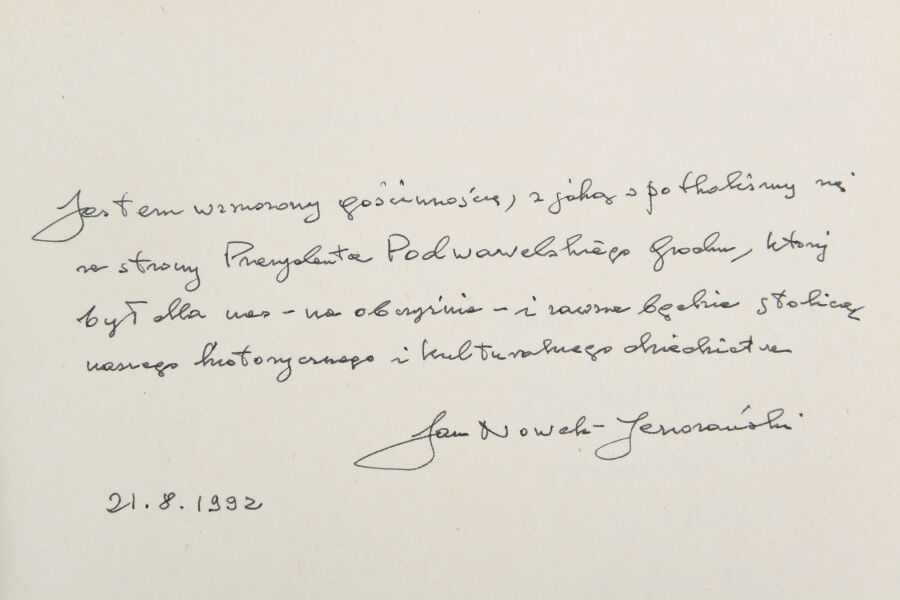 Jestem wzruszony gościnnością, z jaką spotkaliśmy się
ze strony Prezydenta Podwawelskiego Grodu, który
był dla nas - na obczyźnie - i zawsze będzie stolicą
naszego historycznego i kulturalnego dziedzictwa
Jan Nowak-Jeziorański
21.8.1992